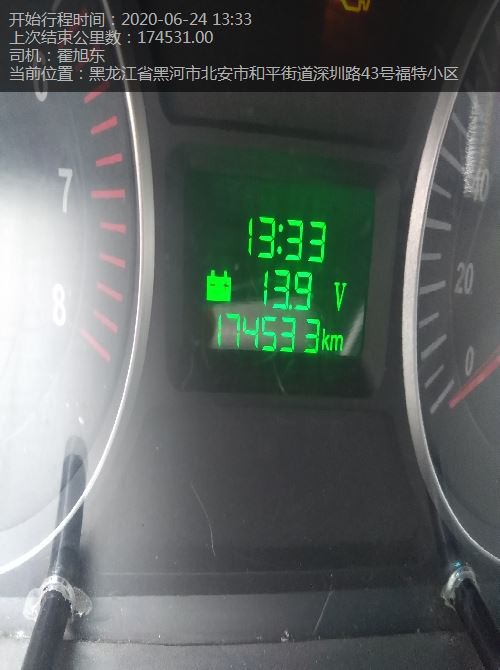 开始行程时间：2020-06-24 13:33
上次结束公里数：174531.00
司机：霍旭东
当前位置：黑龙江省黑河市北安市和平街道深圳路43号福特小区
7
8
13:33
13.9 V
174533km
20
0